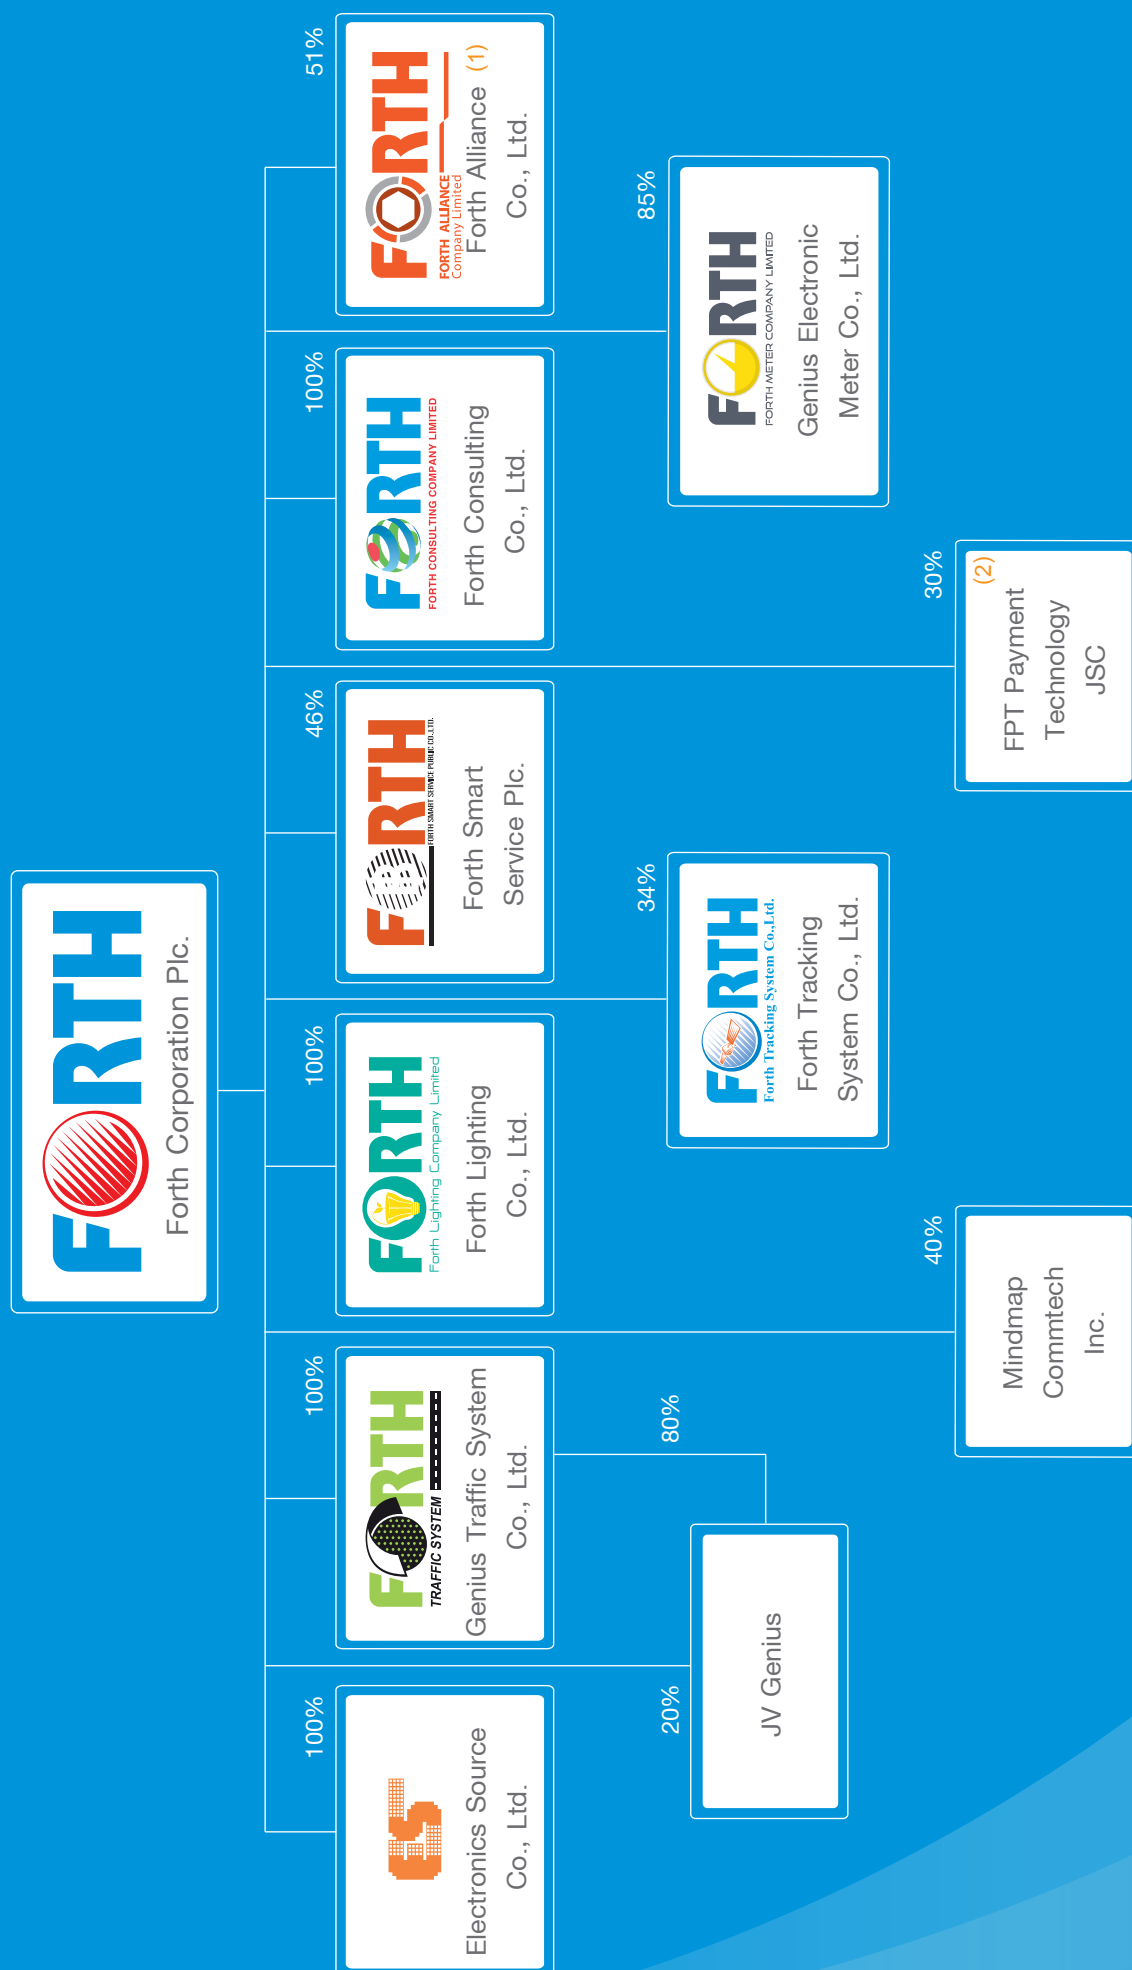 FORTH
Forth Corporation Plc.
100%
Electronics Source
Co., Ltd.
100%
FORTH
TRAFFIC SYSTEM
Genius Traffic System
Co., Ltd.
100%
FORTH
Forth Lighting Company Limited
Forth Lighting
Co., Ltd.
46%
FORTH
FORTH SMART SERVICE PUBLIC CO.,LTD.
Forth Smart
Service Plc.
100%
FORTH
FORTH CONSULTING COMPANY LIMITED
Forth Consulting
Co., Ltd.
51%
FORTH
FORTH ALLIANCE
Company Limited
Forth Alliance (1)
Co., Ltd.
20%
80%
JV Genius
34%
FORTH
Forth Tracking System Co.,Ltd.
Forth Tracking
System Co., Ltd.
85%
FORTH
FORTH METER COMPANY LIMITED
Genius Electronic
Meter Co., Ltd.
40%
Mindmap
Commtech
Inc.
30%
(2)
FPT Payment
Technology
JSC